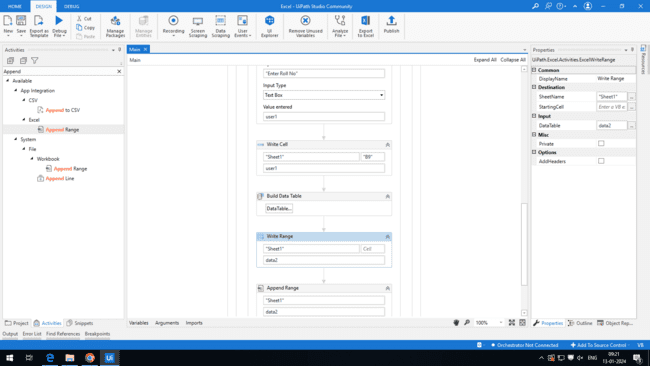 Excel - UiPath Studio Community
HOME
DESIGN
DEBUG
New
Save
Export as Template
Debug File
Cut
Copy
Paste
Manage Packages
Manage Entities
Recording
Screen Scraping
Data Scraping
User Events
UI Explorer
Remove Unused Variables
Analyze File
Export to Excel
Publish
Activities
Append
Available
App Integration
CSV
Append to CSV
Excel
Append Range
System
File
Workbook
Append Range
Append Line
Project
Activities
Snippets
Main
Main
Expand All
Collapse All
"Enter Roll No"
Input Type
Text Box
Value entered
user1
Write Cell
"Sheet1"
"B9"
user1
Build Data Table
DataTable...
Write Range
"Sheet1"
Cell
data2
Append Range
"Sheet1"
data2
Variables
Arguments
Imports
100%
Properties
UiPath.Excel.Activities.ExcelWriteRange
Common
DisplayName
Write Range
Destination
SheetName
"Sheet1"
StartingCell
Enter a VB e
Input
DataTable
data2
Misc
Private
Options
AddHeaders
Resources
Properties
Outline
Object Rep...
Output
Error List
Find References
Breakpoints
Orchestrator Not Connected
Add To Source Control
VB
ENG
09:21
13-01-2024